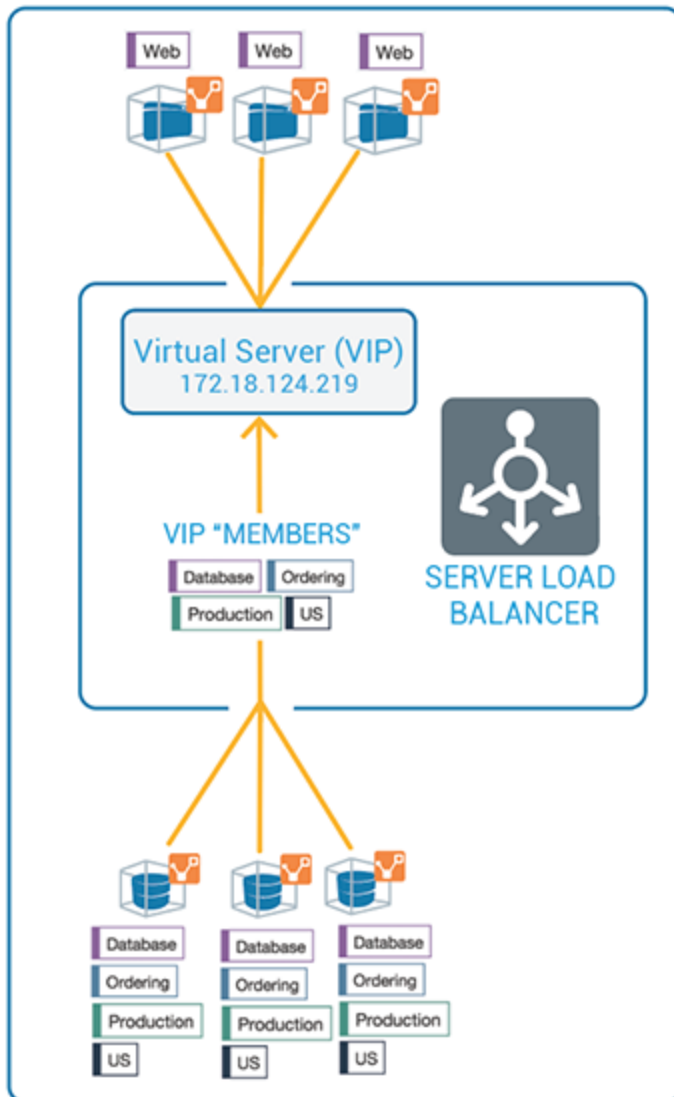 Web
Web
Web
Virtual Server (VIP)
172.18.124.219
VIP “MEMBERS”
Database
Ordering
Production
US
SERVER LOAD
BALANCER
Database
Ordering
Production
US
Database
Ordering
Production
US
Database
Ordering
Production
US